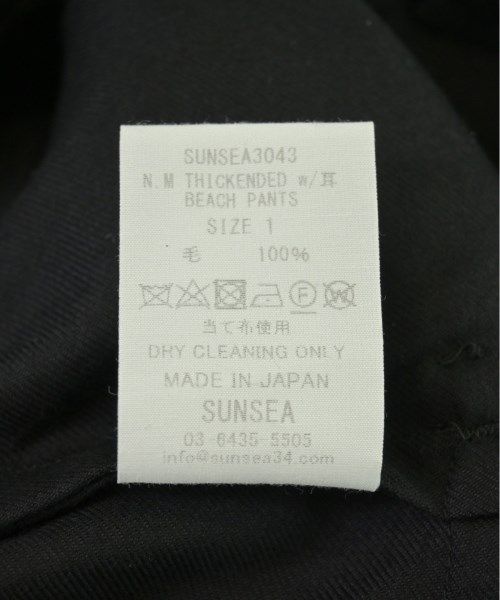 SUNSEA3043
N.M THICKENDED w/耳
BEACH PANTS
SIZE 1
毛 100%
F W
当て布使用
DRY CLEANING ONLY
MADE IN JAPAN
SUNSEA
03 6435 5505
info@sunsea34.com